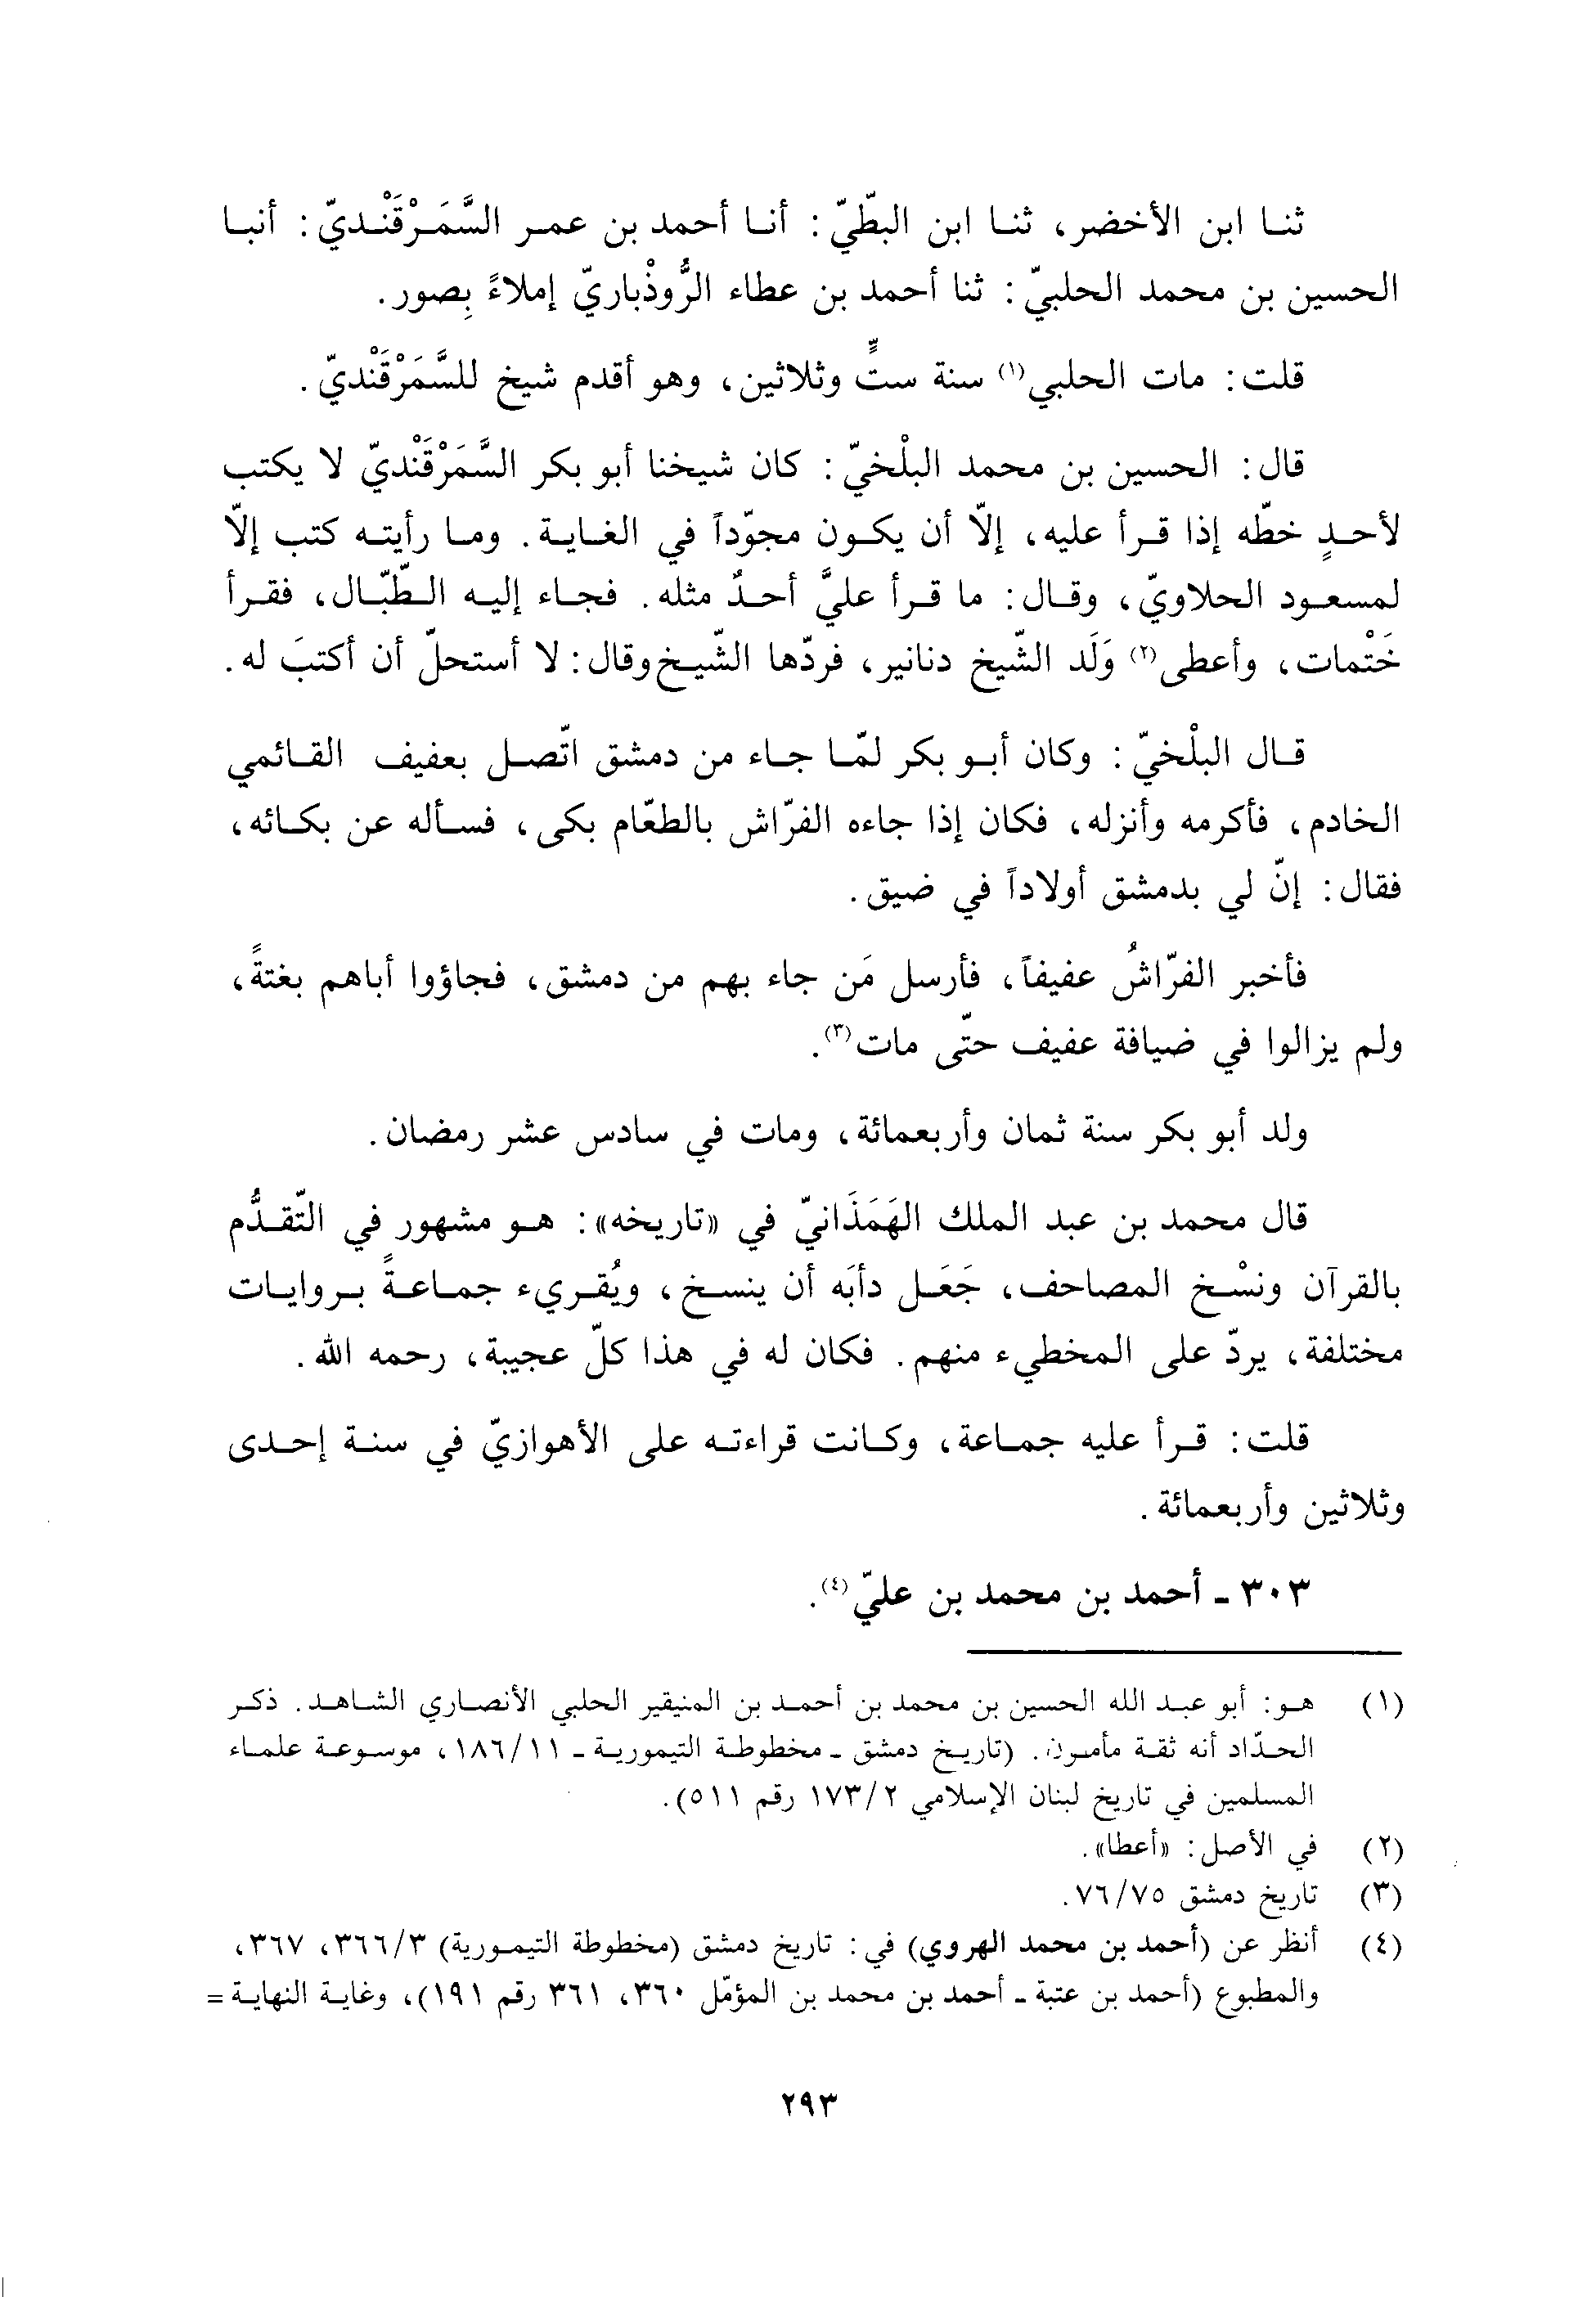 ثنا ابن الأخضر، ثنا ابن البطّيّ: أنا أحمد بن عمر السَّمَرْقَنْديّ: أنبا
الحسين بن محمد الحلبيّ: ثنا أحمد بن عطاء الرُّوذْباريّ إملاءً بِصور.
قلت: مات الحلبي(١) سنة ستٍّ وثلاثين، وهو أقدم شيخ للسَّمَرْقَنْديّ.
قال: الحسين بن محمد البلْخيّ: كان شيخنا أبو بكر السَّمَرْقَنْديّ لا يكتب
لأحدٍ خطّه إذا قرأ عليه، إلّا أن يكون مجوّداً في الغاية. وما رأيته كتب إلّا
لمسعود الحلاويّ، وقال: ما قرأ عليَّ أحدٌ مثله. فجاء إليه الطّبّال، فقرأ
خَتْمات، وأعطى(٢) وَلَد الشّيخ دنانير، فردّها الشّيخ وقال: لا أستحلّ أن أكتبَ له.
قال البلْخيّ: وكان أبو بكر لمّا جاء من دمشق اتّصل بعفيف القائمي
الخادم، فأكرمه وأنزله، فكان إذا جاءه الفرّاش بالطعّام بكى، فسأله عن بكائه،
فقال: إنّ لي بدمشق أولاداً في ضيق.
فأخبر الفرّاشُ عفيفاً، فأرسل مَن جاء بهم من دمشق، فجاؤوا أباهم بغتةً،
ولم يزالوا في ضيافة عفيف حتّى مات(٣).
ولد أبو بكر سنة ثمان وأربعمائة، ومات في سادس عشر رمضان.
قال محمد بن عبد الملك الهَمَذَانيّ في «تاريخه»: هو مشهور في التّقدُّم
بالقرآن ونسْخ المصاحف، جَعَل دأبَه أن ينسخ، ويُقريء جماعةً بروايات
مختلفة، يردّ على المخطيء منهم. فكان له في هذا كلّ عجيبة، رحمه الله.
قلت: قرأ عليه جماعة، وكانت قراءته على الأهوازيّ في سنة إحدى
وثلاثين وأربعمائة.
٣٠٣ - أحمد بن محمد بن عليّ(٤).
(١) هو: أبو عبد الله الحسين بن محمد بن أحمد بن المنيقير الحلبي الأنصاري الشاهد. ذكر
الحدّاد أنه ثقة مأمون. (تاريخ دمشق - مخطوطة التيمورية - ١٨٦/١١، موسوعة علماء
المسلمين في تاريخ لبنان الإسلامي ١٧٣/٢ رقم ٥١١).
(٢) في الأصل: «أعطا».
(٣) تاريخ دمشق ٧٦/٧٥.
(٤) أنظر عن (أحمد بن محمد الهروي) في: تاريخ دمشق (مخطوطة التيمورية) ٣٦٦/٣، ٣٦٧،
والمطبوع (أحمد بن عتبة - أحمد بن محمد بن المؤمّل ٣٦٠، ٣٦١ رقم ١٩١)، وغاية النهاية =
٢٩٣